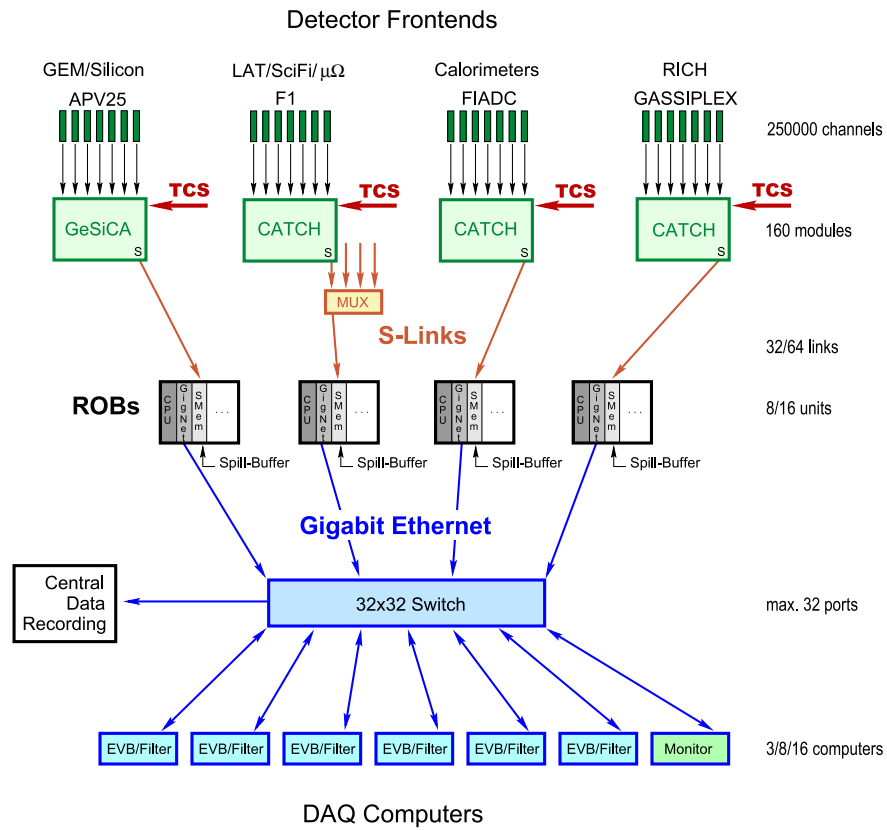 Detector Frontends
GEM/Silicon
LAT/SciFi/μΩ
Calorimeters
RICH
APV25
F1
FIADC
GASSIPLEX
250000 channels
TCS
TCS
TCS
TCS
GeSiCA
S
CATCH
S
CATCH
S
CATCH
S
160 modules
MUX
S-Links
32/64 links
ROBs
CPU
GigNet
SMem
...
CPU
GigNet
SMem
...
CPU
GigNet
SMem
...
CPU
GigNet
SMem
...
8/16 units
Spill-Buffer
Spill-Buffer
Spill-Buffer
Spill-Buffer
Gigabit Ethernet
Central
Data
Recording
32x32 Switch
max. 32 ports
EVB/Filter
EVB/Filter
EVB/Filter
EVB/Filter
EVB/Filter
EVB/Filter
Monitor
3/8/16 computers
DAQ Computers